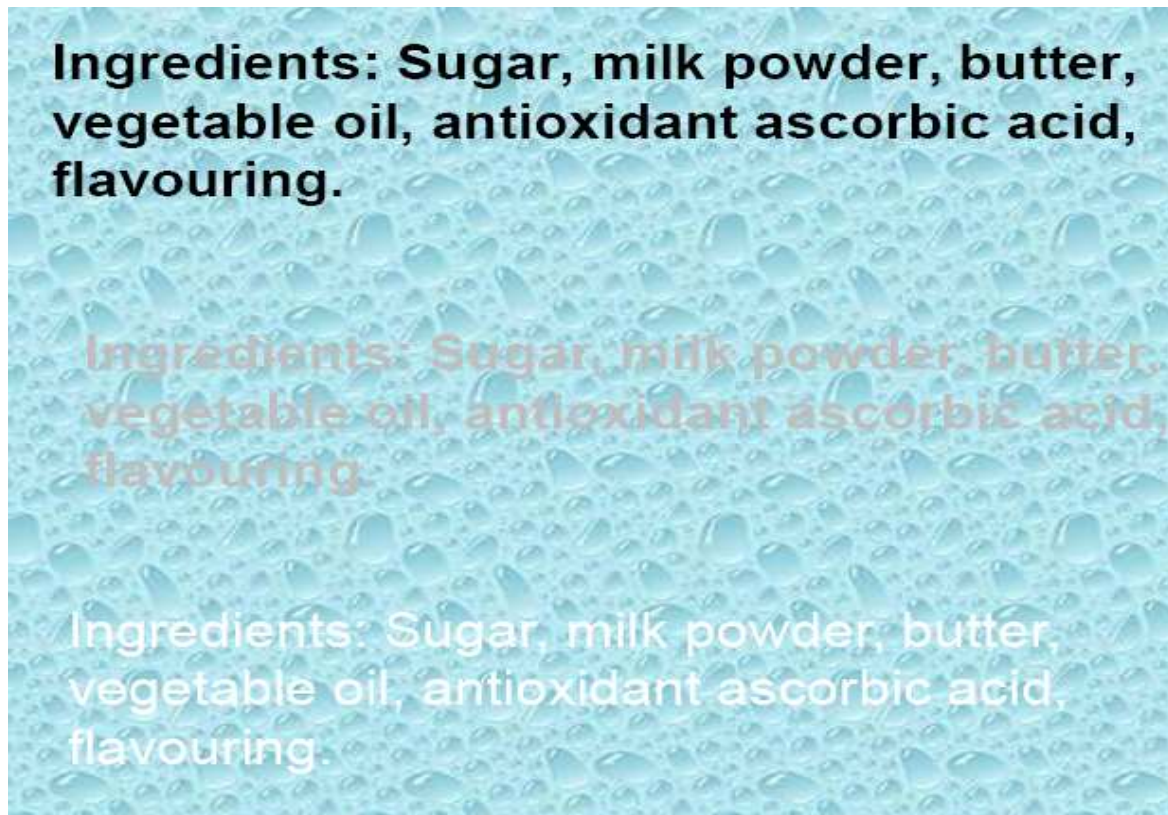 Ingredients: Sugar, milk powder, butter,
vegetable oil, antioxidant ascorbic acid,
flavouring.
Ingredients: Sugar, milk powder, butter,
vegetable oil, antioxidant ascorbic acid,
flavouring.
Ingredients: Sugar, milk powder, butter,
vegetable oil, antioxidant ascorbic acid,
flavouring.